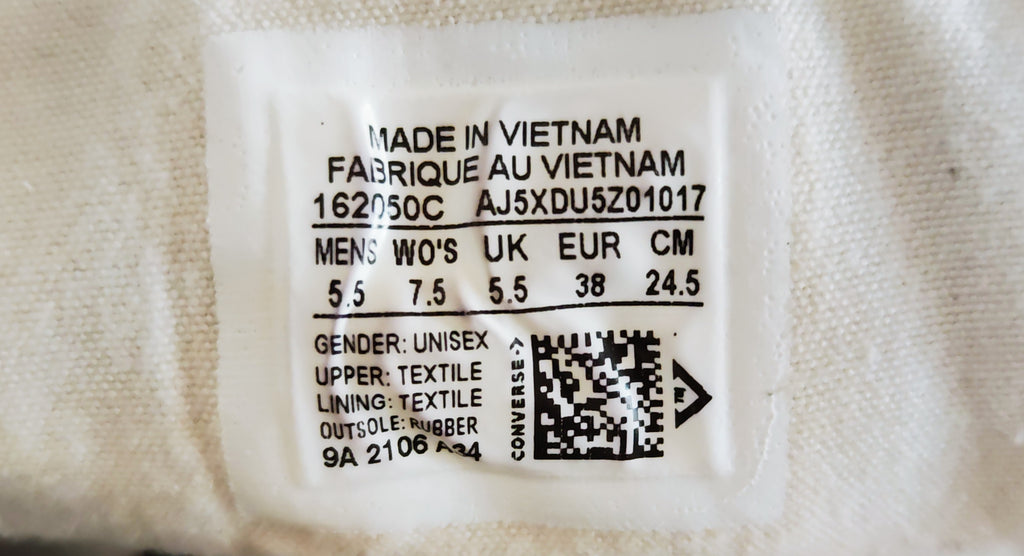 MADE IN VIETNAM
FABRIQUE AU VIETNAM
162050C AJ5XDU5Z01017
MENS WO'S UK EUR CM
5.5 7.5 5.5 38 24.5
GENDER: UNISEX
UPPER: TEXTILE
LINING: TEXTILE
OUTSOLE: RUBBER
9A 2106 A34
CONVERSE
TM